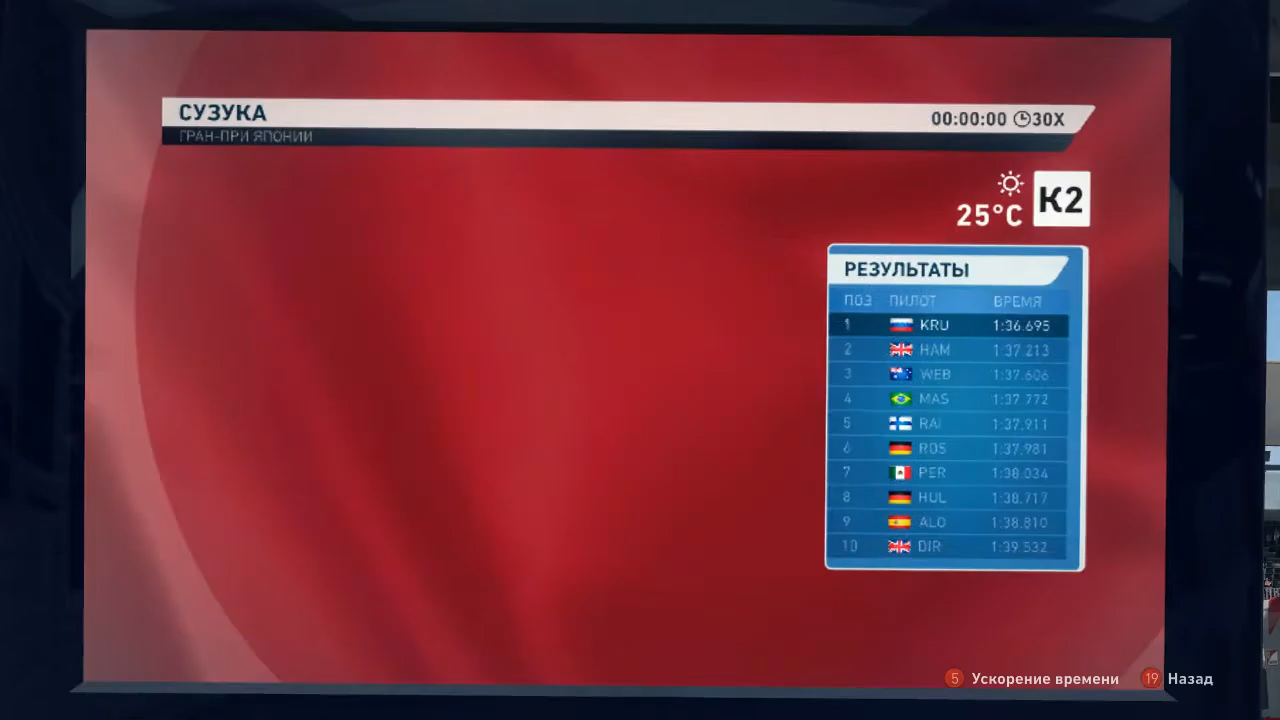 СУЗУКА
00:00:00 30X
ГРАН-ПРИ ЯПОНИИ
25°C K2
РЕЗУЛЬТАТЫ
ПОЗ ПИЛОТ ВРЕМЯ
1 KRU 1:36.695
2 HAM 1:37.213
3 WEB 1:37.606
4 MAS 1:37.772
5 RAI 1:37.911
6 ROS 1:37.981
7 PER 1:38.034
8 HUL 1:38.717
9 ALO 1:38.810
10 DIR 1:39.532
5 Ускорение времени 19 Назад